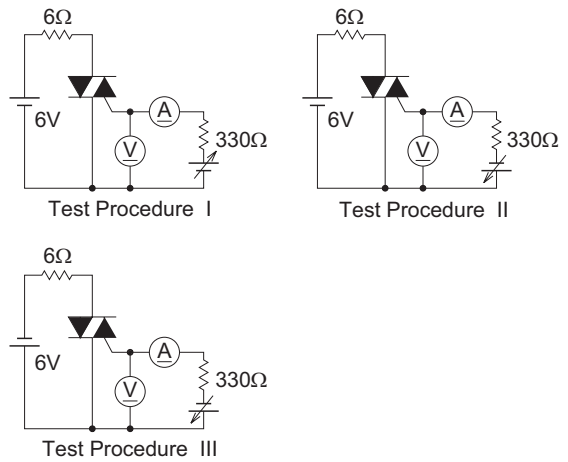 6Ω
6V
A
V
330Ω
Test Procedure I
6Ω
6V
A
V
330Ω
Test Procedure II
6Ω
6V
A
V
330Ω
Test Procedure III